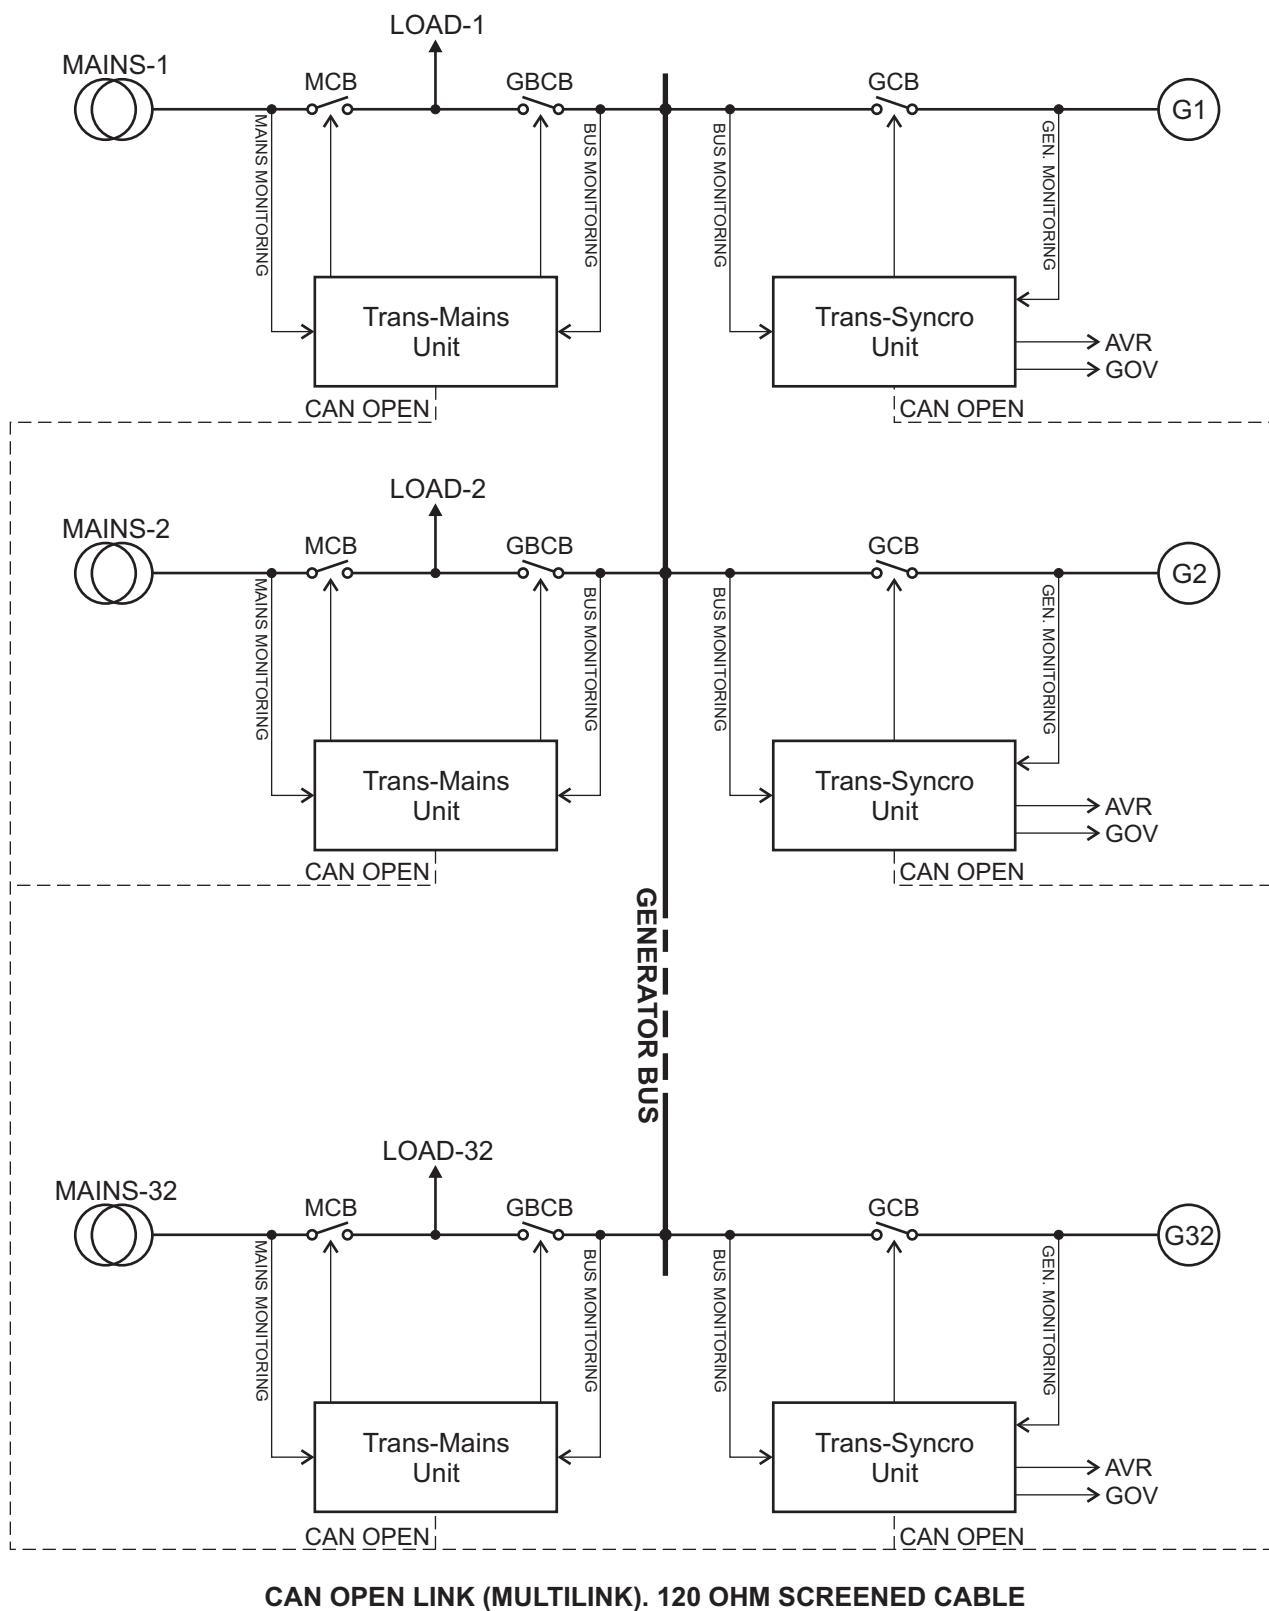 LOAD-1
MAINS-1
MCB
GBCB
GCB
G1
MAINS MONITORING
BUS MONITORING
BUS MONITORING
GEN. MONITORING
Trans-Mains
Unit
Trans-Syncro
Unit
AVR
GOV
CAN OPEN
CAN OPEN
LOAD-2
MAINS-2
MCB
GBCB
GCB
G2
MAINS MONITORING
BUS MONITORING
BUS MONITORING
GEN. MONITORING
Trans-Mains
Unit
Trans-Syncro
Unit
AVR
GOV
CAN OPEN
CAN OPEN
GENERATOR BUS
LOAD-32
MAINS-32
MCB
GBCB
GCB
G32
MAINS MONITORING
BUS MONITORING
BUS MONITORING
GEN. MONITORING
Trans-Mains
Unit
Trans-Syncro
Unit
AVR
GOV
CAN OPEN
CAN OPEN
CAN OPEN LINK (MULTILINK). 120 OHM SCREENED CABLE